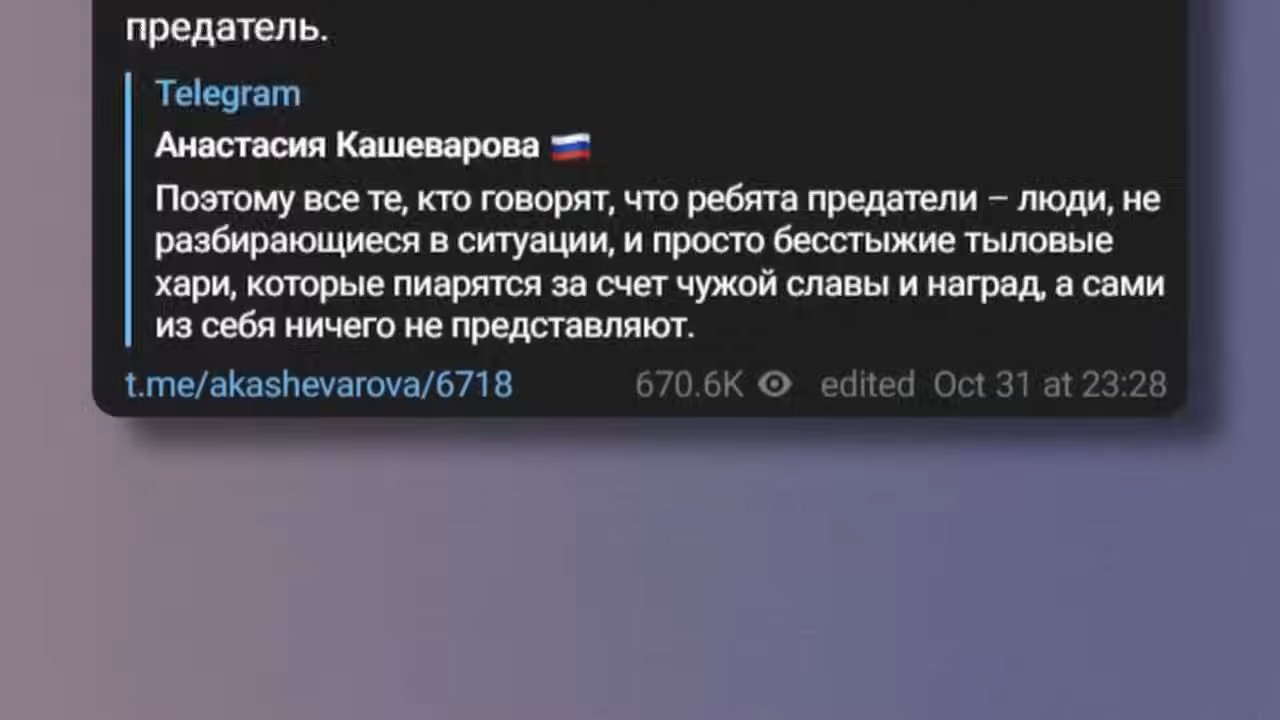 предатель.
Telegram
Анастасия Кашеварова 🇷🇺
Поэтому все те, кто говорят, что ребята предатели – люди, не
разбирающиеся в ситуации, и просто бесстыжие тыловые
хари, которые пиарятся за счет чужой славы и наград, а сами
из себя ничего не представляют.
t.me/akashevarova/6718 670.6K edited Oct 31 at 23:28